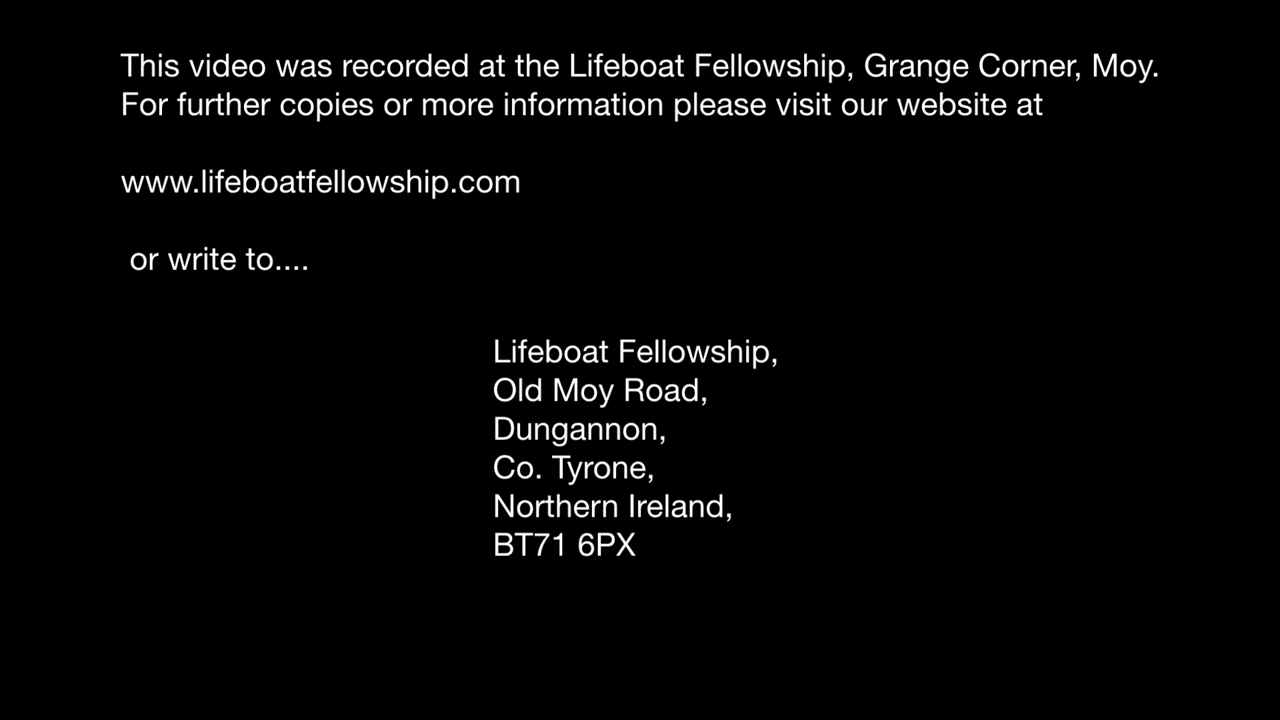 This video was recorded at the Lifeboat Fellowship, Grange Corner, Moy.
For further copies or more information please visit our website at
www.lifeboatfellowship.com
or write to....
Lifeboat Fellowship,
Old Moy Road,
Dungannon,
Co. Tyrone,
Northern Ireland,
BT71 6PX